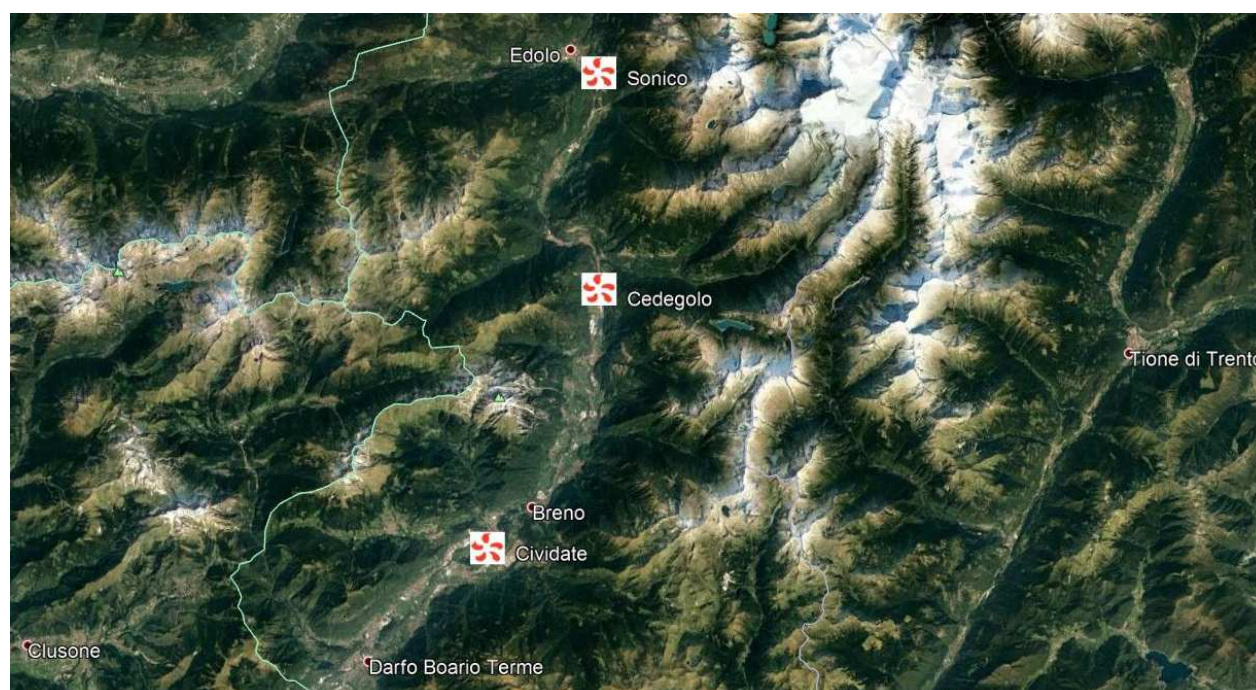 Edolo
Sonico
Cedegolo
Tione di Trento
Breno
Cividate
Clusone
Darfo Boario Terme